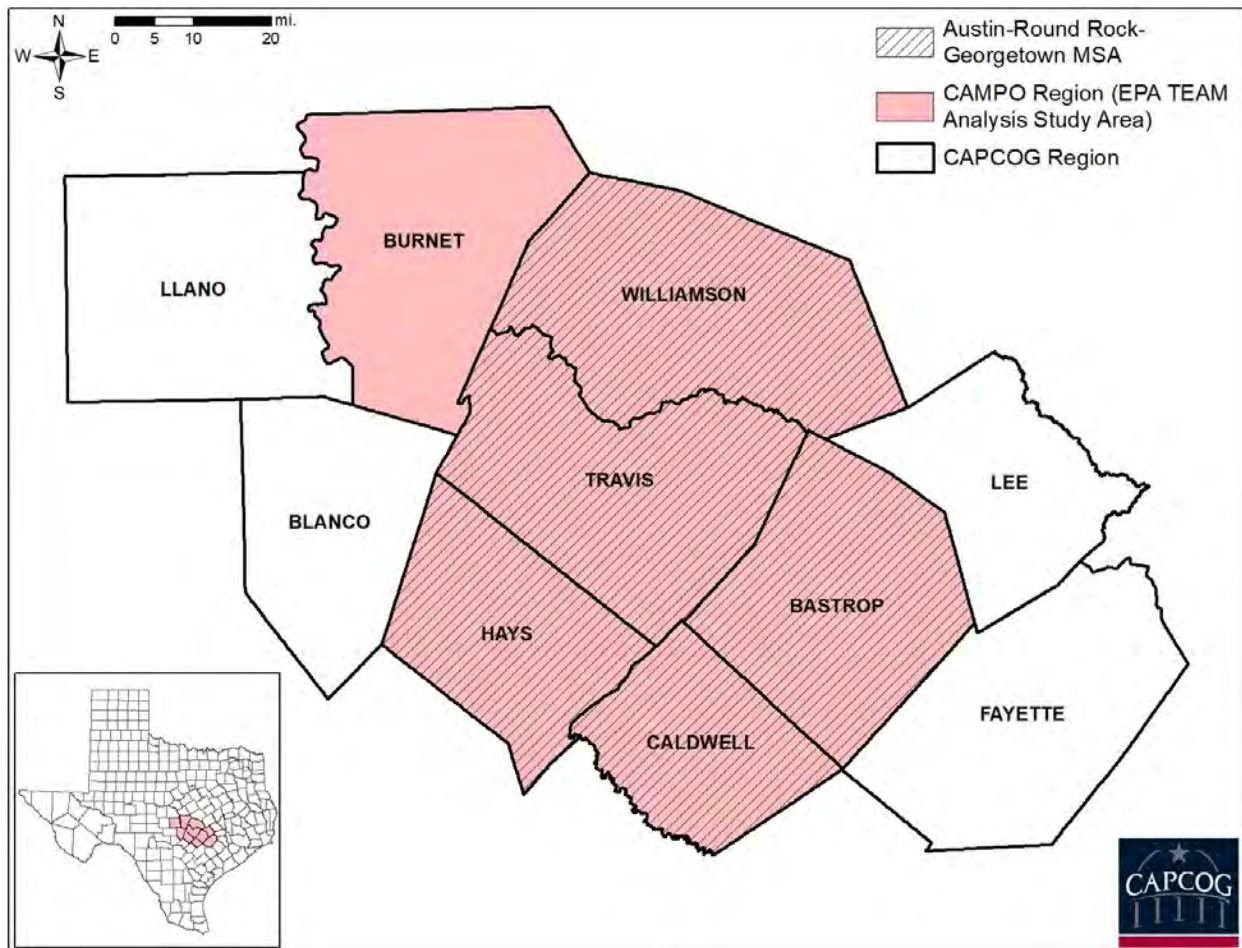 N
W E
S
mi.
0 5 10 20
Austin-Round Rock-
Georgetown MSA
CAMPO Region (EPA TEAM
Analysis Study Area)
CAPCOG Region
BURNET
LLANO
WILLIAMSON
TRAVIS
LEE
BLANCO
BASTROP
HAYS
FAYETTE
CALDWELL
CAPCOG